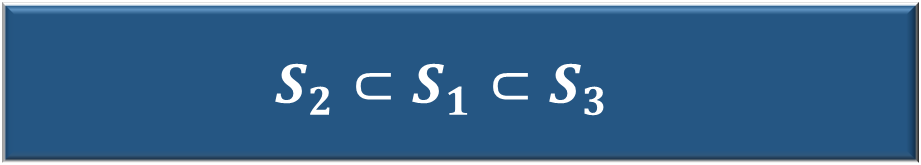 S₂ ⊂ S₁ ⊂ S₃